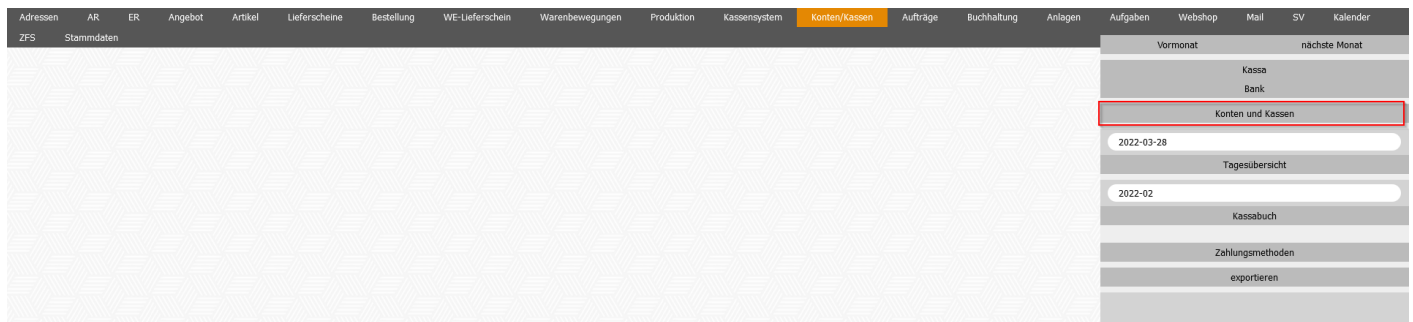 Adressen AR ER Angebot Artikel Lieferscheine Bestellung WE-Lieferschein Warenbewegungen Produktion Kassensystem Konten/Kassen Aufträge Buchhaltung Anlagen Aufgaben Webshop Mail SV Kalender
ZFS Stammdaten
Vormonat nächste Monat
Kassa
Bank
Konten und Kassen
2022-03-28
Tagesübersicht
2022-02
Kassabuch
Zahlungsmethoden
exportieren